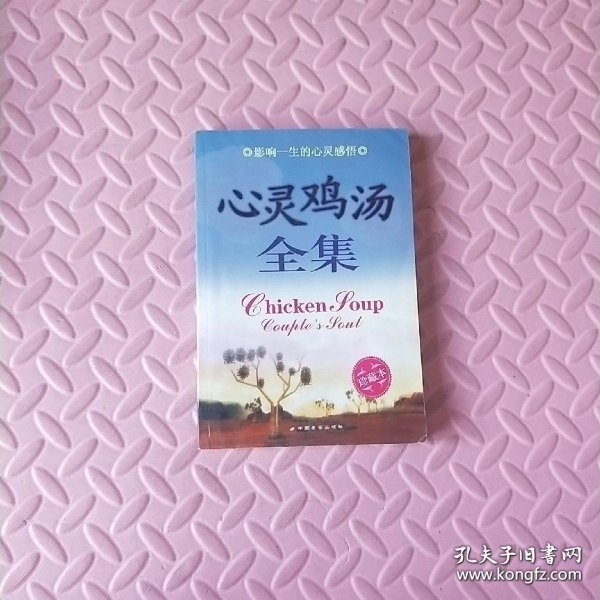 ◎影响一生的心灵感悟◎
心灵鸡汤
全集
Chicken Soup
Couple's Soul
珍藏本
孔夫子旧书网
www.kongfz.com